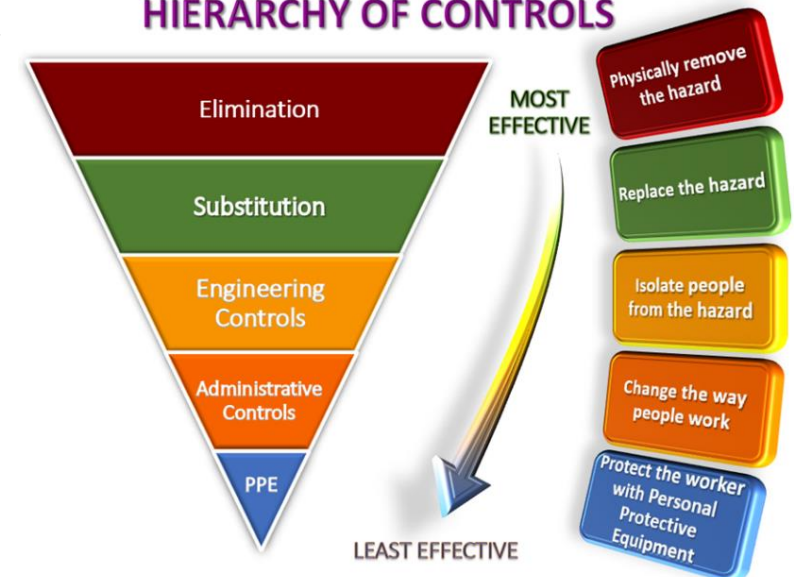 HIERARCHY OF CONTROLS
Elimination
Substitution
Engineering
Controls
Administrative
Controls
PPE
MOST
EFFECTIVE
LEAST EFFECTIVE
Physically remove
the hazard
Replace the hazard
Isolate people
from the hazard
Change the way
people work
Protect the worker
with Personal
Protective
Equipment